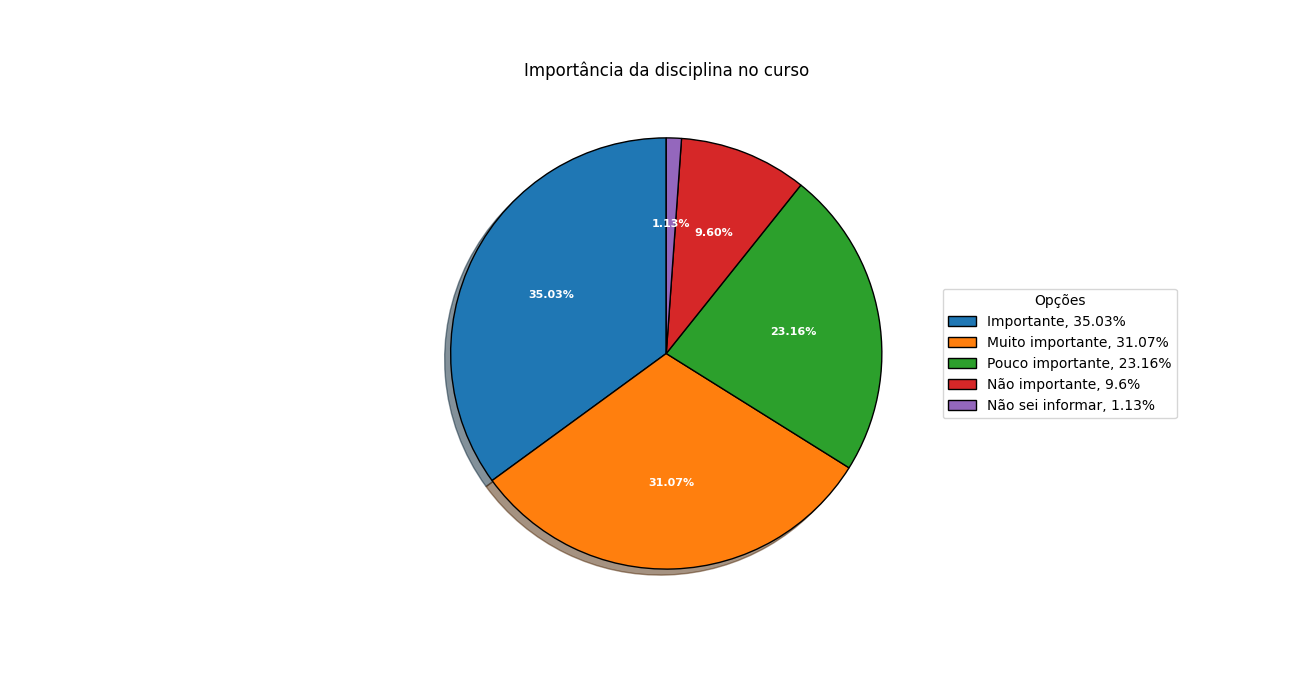 Importância da disciplina no curso
1.13%
9.60%
35.03%
23.16%
31.07%
Opções
Importante, 35.03%
Muito importante, 31.07%
Pouco importante, 23.16%
Não importante, 9.6%
Não sei informar, 1.13%